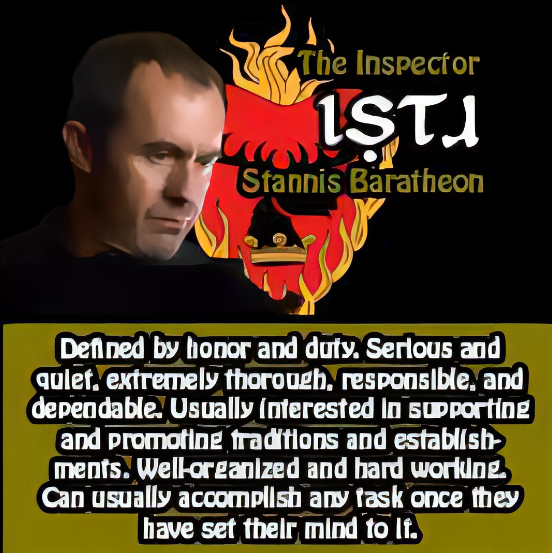 The Inspector
ISTJ
Stannis Baratheon
Defined by honor and duty. Serious and
quiet, extremely thorough, responsible, and
dependable. Usually interested in supporting
and promoting traditions and establish-
ments. Well-organized and hard working.
Can usually accomplish any task once they
have set their mind to it.